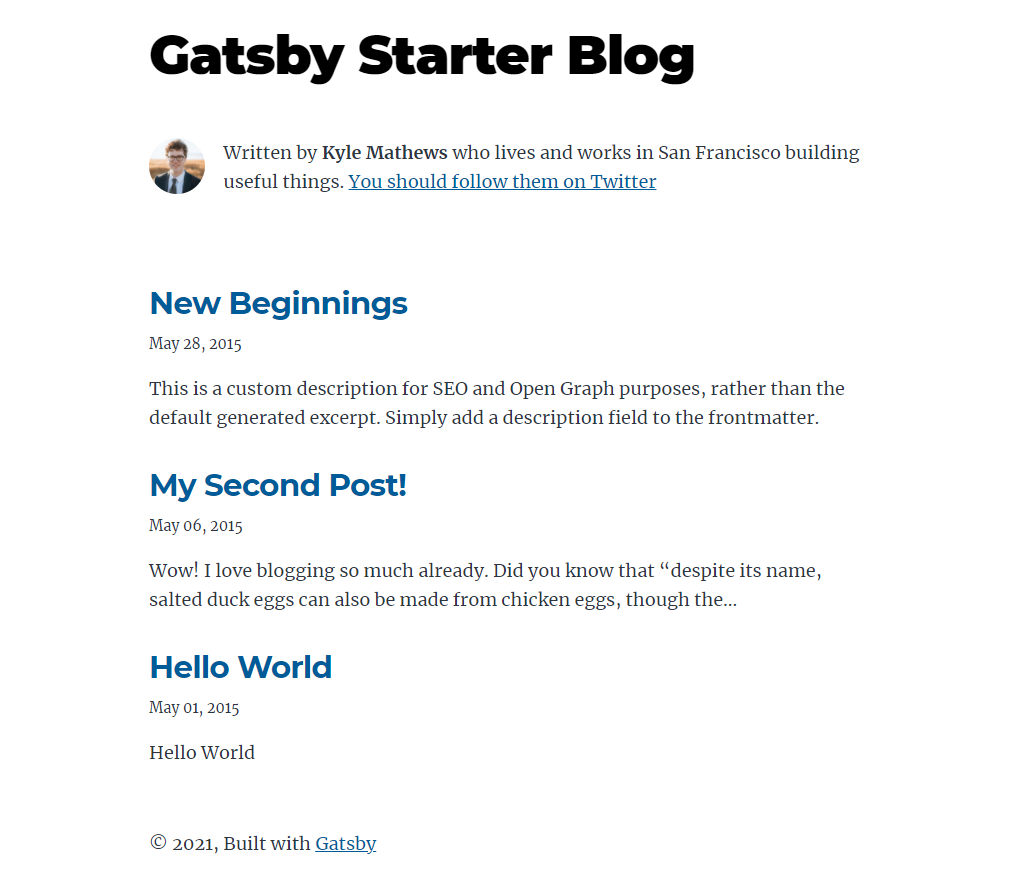 Gatsby Starter Blog
Written by Kyle Mathews who lives and works in San Francisco building
useful things. You should follow them on Twitter
New Beginnings
May 28, 2015
This is a custom description for SEO and Open Graph purposes, rather than the
default generated excerpt. Simply add a description field to the frontmatter.
My Second Post!
May 06, 2015
Wow! I love blogging so much already. Did you know that “despite its name,
salted duck eggs can also be made from chicken eggs, though the…
Hello World
May 01, 2015
Hello World
© 2021, Built with Gatsby